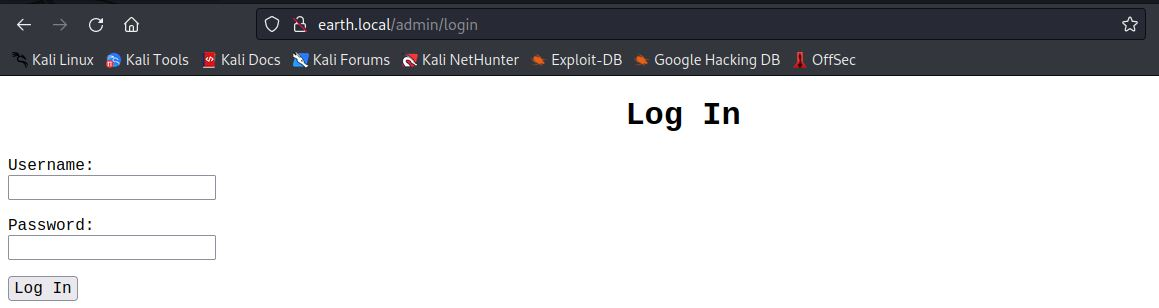 earth.local/admin/login
Kali Linux Kali Tools Kali Docs Kali Forums Kali NetHunter Exploit-DB Google Hacking DB OffSec
Log In
Username:
Password:
Log In